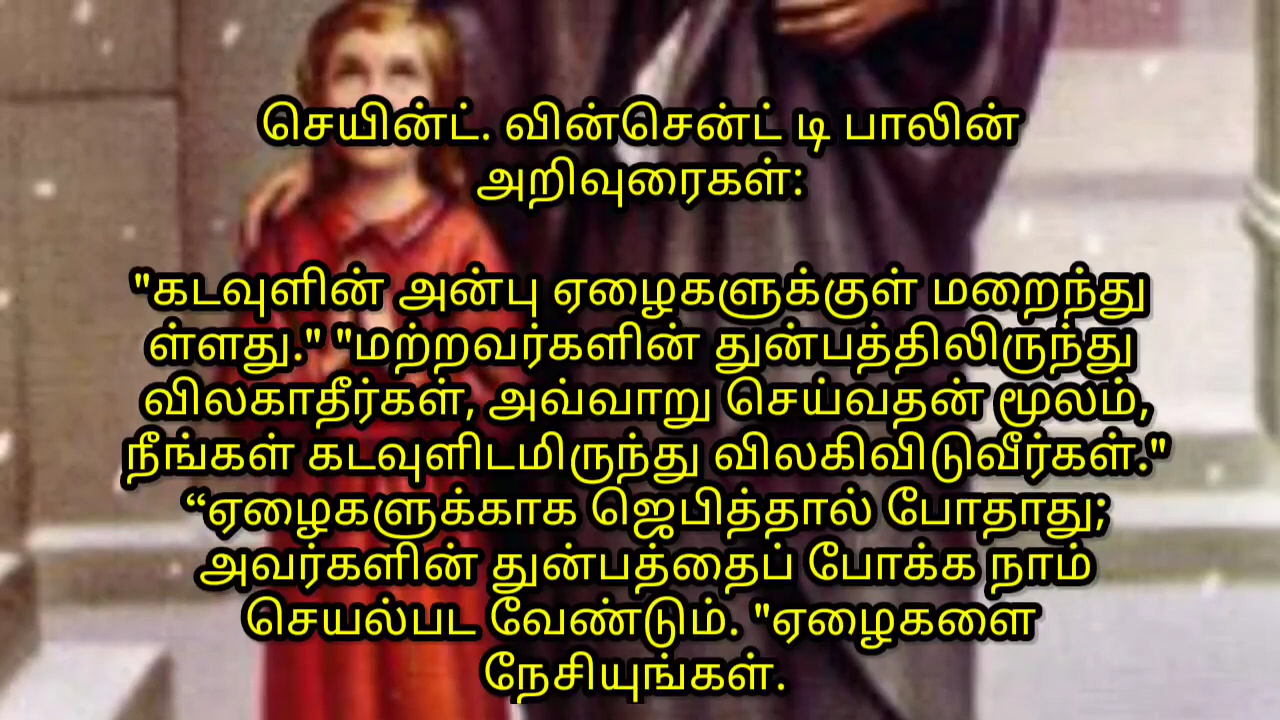 செயின்ட். வின்சென்ட் டி பாலின்
அறிவுரைகள்:
"கடவுளின் அன்பு ஏழைகளுக்குள் மறைந்து
ள்ளது." "மற்றவர்களின் துன்பத்திலிருந்து
விலகாதீர்கள், அவ்வாறு செய்வதன் மூலம்,
நீங்கள் கடவுளிடமிருந்து விலகிவிடுவீர்கள்."
“ஏழைகளுக்காக ஜெபித்தால் போதாது;
அவர்களின் துன்பத்தைப் போக்க நாம்
செயல்பட வேண்டும். "ஏழைகளை
நேசியுங்கள்.